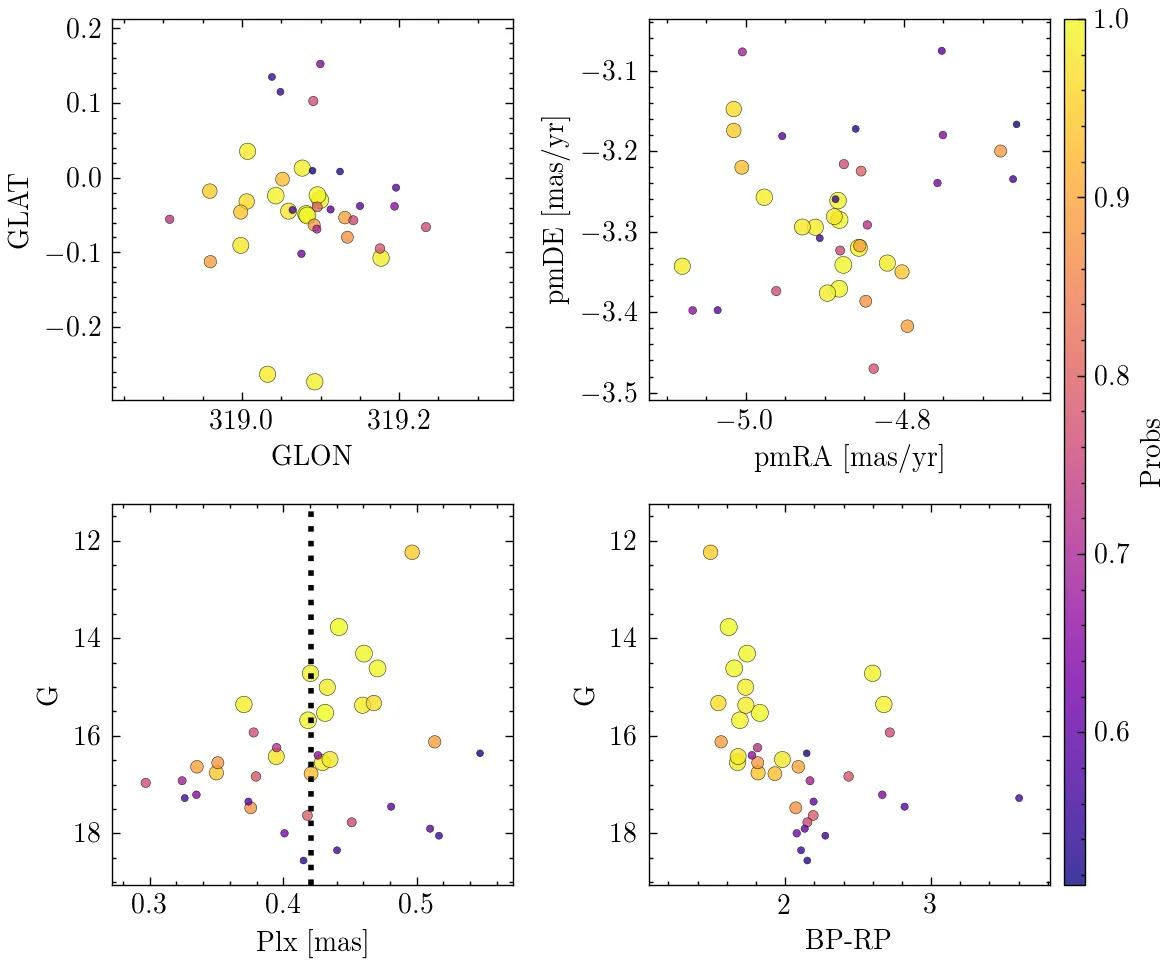 0.2
0.1
0.0
−0.1
−0.2
GLAT
319.0 319.2
GLON
−3.1
−3.2
−3.3
−3.4
−3.5
pmDE [mas/yr]
−5.0 −4.8
pmRA [mas/yr]
12
14
16
18
G
0.3 0.4 0.5
Plx [mas]
12
14
16
18
G
2 3
BP-RP
1.0
0.9
0.8
0.7
0.6
Probs